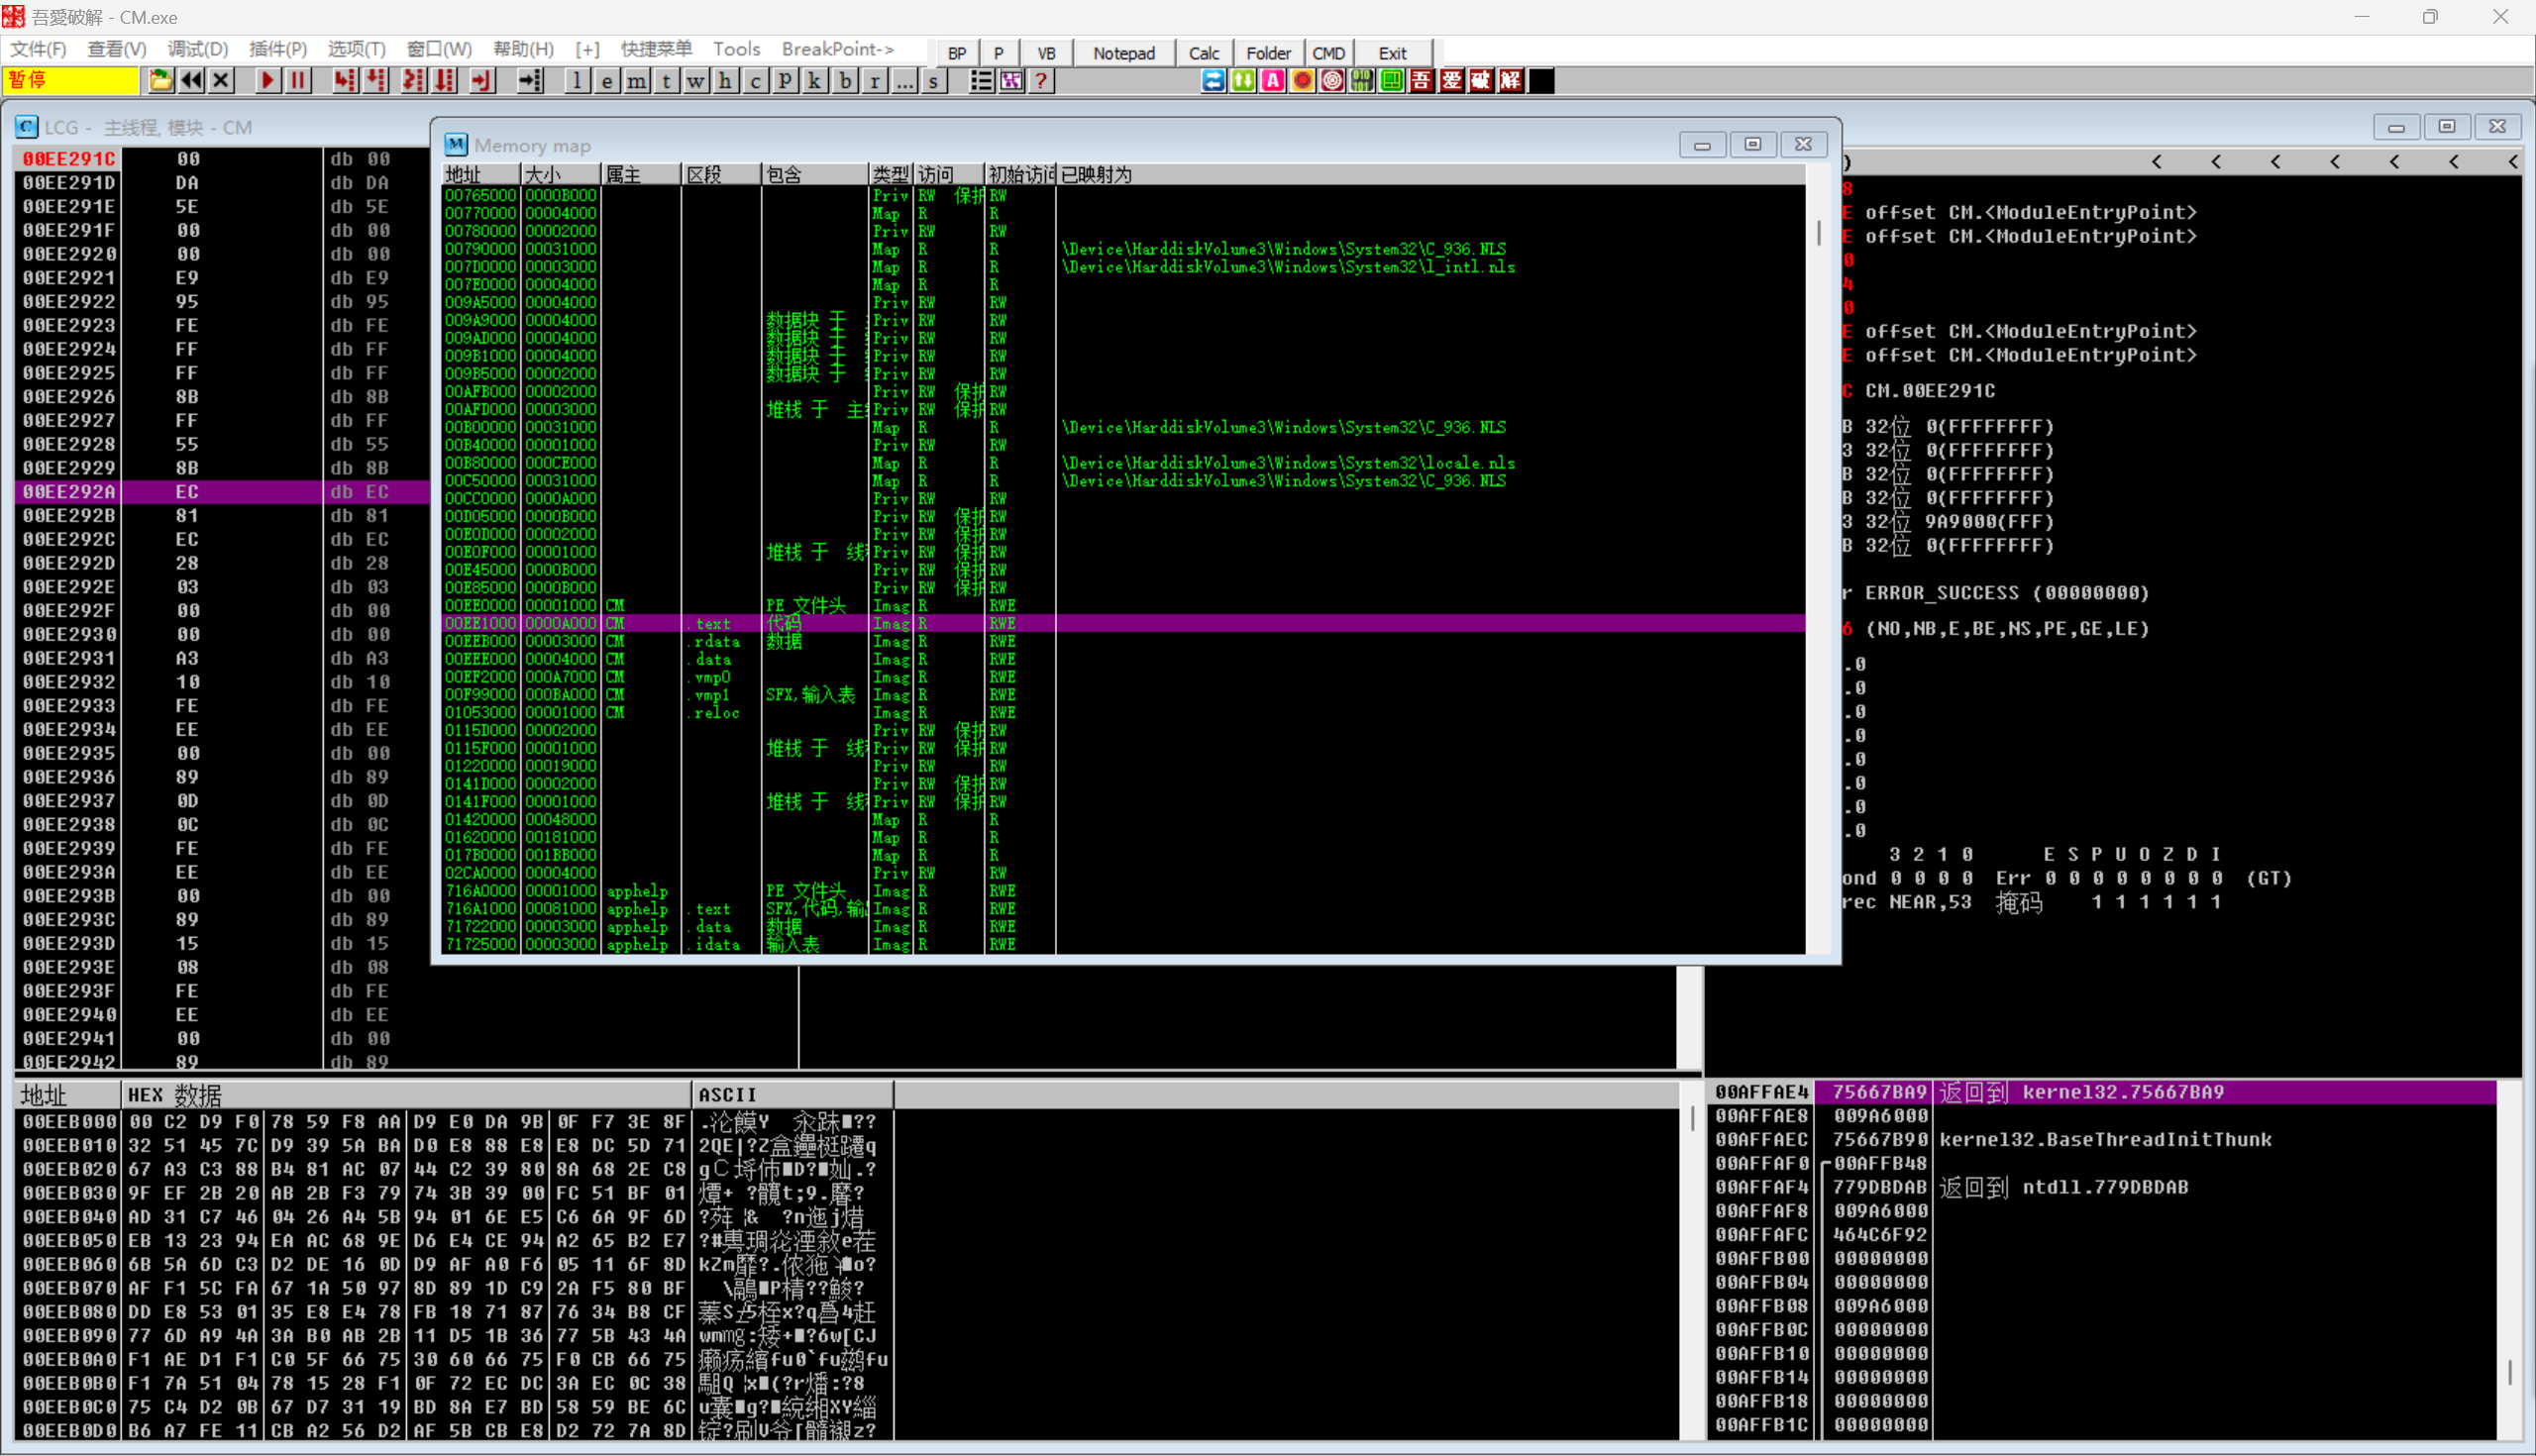 吾愛破解 - CM.exe
文件(F) 查看(V) 调试(D) 插件(P) 选项(T) 窗口(W) 帮助(H) [+] 快捷菜单 Tools BreakPoint-> BP P VB Notepad Calc Folder CMD Exit
暂停 l e m t w h c p k b r ... s ? 吾 爱 破 解
LCG - 主线程, 模块 - CM
00EE291C 00 db 00
00EE291D DA db DA
00EE291E 5E db 5E
00EE291F 00 db 00
00EE2920 00 db 00
00EE2921 E9 db E9
00EE2922 95 db 95
00EE2923 FE db FE
00EE2924 FF db FF
00EE2925 FF db FF
00EE2926 8B db 8B
00EE2927 FF db FF
00EE2928 55 db 55
00EE2929 8B db 8B
00EE292A EC db EC
00EE292B 81 db 81
00EE292C EC db EC
00EE292D 28 db 28
00EE292E 03 db 03
00EE292F 00 db 00
00EE2930 00 db 00
00EE2931 A3 db A3
00EE2932 10 db 10
00EE2933 FE db FE
00EE2934 EE db EE
00EE2935 00 db 00
00EE2936 89 db 89
00EE2937 0D db 0D
00EE2938 0C db 0C
00EE2939 FE db FE
00EE293A EE db EE
00EE293B 00 db 00
00EE293C 89 db 89
00EE293D 15 db 15
00EE293E 08 db 08
00EE293F FE db FE
00EE2940 EE db EE
00EE2941 00 db 00
00EE2942 89 db 89
Memory map
地址 大小 属主 区段 包含 类型 访问 初始访问 已映射为
00765000 0000B000 Priv RW 保护 RW
00770000 00004000 Map R R
00780000 00002000 Priv RW RW
00790000 00031000 Map R R \Device\HarddiskVolume3\Windows\System32\C_936.NLS
007D0000 00003000 Map R R \Device\HarddiskVolume3\Windows\System32\l_intl.nls
007E0000 00004000 Map R R
009A5000 00004000 Priv RW RW
009A9000 00004000 数据块 于 Priv RW RW
009AD000 00004000 数据块 于 Priv RW RW
009B1000 00004000 数据块 于 Priv RW RW
009B5000 00002000 数据块 于 Priv RW RW
00AFB000 00002000 Priv RW 保护 RW
00AFD000 00003000 堆栈 于 主 Priv RW 保护 RW
00B00000 00031000 Map R R \Device\HarddiskVolume3\Windows\System32\C_936.NLS
00B40000 00001000 Priv RW RW
00B80000 000CE000 Map R R \Device\HarddiskVolume3\Windows\System32\locale.nls
00C50000 00031000 Map R R \Device\HarddiskVolume3\Windows\System32\C_936.NLS
00CC0000 0000A000 Priv RW RW
00D05000 0000B000 Priv RW 保护 RW
00E0D000 00002000 Priv RW 保护 RW
00E0F000 00001000 堆栈 于 线 Priv RW 保护 RW
00E45000 0000B000 Priv RW 保护 RW
00E85000 0000B000 Priv RW 保护 RW
00EE0000 00001000 CM PE 文件头 Imag R RWE
00EE1000 0000A000 CM .text 代码 Imag R RWE
00EEB000 00003000 CM .rdata 数据 Imag R RWE
00EEE000 00004000 CM .data Imag R RWE
00EF2000 000A7000 CM .vmp0 Imag R RWE
00F99000 000BA000 CM .vmp1 SFX,输入表 Imag R RWE
01053000 00001000 CM .reloc Imag R RWE
0115D000 00002000 Priv RW 保护 RW
0115F000 00001000 堆栈 于 线 Priv RW 保护 RW
01220000 00019000 Priv RW RW
0141D000 00002000 Priv RW 保护 RW
0141F000 00001000 堆栈 于 线 Priv RW 保护 RW
01420000 00048000 Map R R
01620000 00181000 Map R R
017B0000 001BB000 Map R R
02CA0000 00004000 Priv RW RW
716A0000 00001000 apphelp PE 文件头 Imag R RWE
716A1000 00081000 apphelp .text SFX,代码,输 Imag R RWE
71722000 00003000 apphelp .data 数据 Imag R RWE
71725000 00003000 apphelp .idata 输入表 Imag R RWE
) < < < < < < <
8
E offset CM.<ModuleEntryPoint>
E offset CM.<ModuleEntryPoint>
0
4
0
E offset CM.<ModuleEntryPoint>
E offset CM.<ModuleEntryPoint>
C CM.00EE291C
B 32位 0(FFFFFFFF)
3 32位 0(FFFFFFFF)
B 32位 0(FFFFFFFF)
B 32位 0(FFFFFFFF)
3 32位 9A9000(FFF)
B 32位 0(FFFFFFFF)
r ERROR_SUCCESS (00000000)
6 (NO,NB,E,BE,NS,PE,GE,LE)
.0
.0
.0
.0
.0
.0
.0
.0
3 2 1 0 E S P U O Z D I
ond 0 0 0 0 Err 0 0 0 0 0 0 0 0 (GT)
rec NEAR,53 掩码 1 1 1 1 1 1
地址 HEX 数据 ASCII
00EEB000 00 C2 D9 F0 78 59 F8 AA D9 E0 DA 9B 0F F7 3E 8F
00EEB010 32 51 45 7C D9 39 5A BA D0 E8 88 E8 E8 DC 5D 71
00EEB020 67 A3 C3 88 B4 81 AC 07 44 C2 39 80 8A 68 2E C8
00EEB030 9F EF 2B 20 AB 2B F3 79 74 3B 39 00 FC 51 BF 01
00EEB040 AD 31 C7 46 04 26 A4 5B 94 01 6E E5 C6 6A 9F 6D
00EEB050 EB 13 23 94 EA AC 68 9E D6 E4 CE 94 A2 65 B2 E7
00EEB060 6B 5A 6D C3 D2 DE 16 0D D9 AF A0 F6 05 11 6F 8D
00EEB070 AF F1 5C FA 67 1A 50 97 8D 89 1D C9 2A F5 80 BF
00EEB080 DD E8 53 01 35 E8 E4 78 FB 18 71 87 76 34 B8 CF
00EEB090 77 6D A9 4A 3A B0 AB 2B 11 D5 1B 36 77 5B 43 4A
00EEB0A0 F1 AE D1 F1 C0 5F 66 75 30 60 66 75 F0 CB 66 75
00EEB0B0 F1 7A 51 04 78 15 28 F1 0F 72 EC DC 3A EC 0C 38
00EEB0C0 75 C4 D2 0B 67 D7 31 19 BD 8A E7 BD 58 59 BE 6C
00EEB0D0 B6 A7 FE 11 CB A2 56 D2 AF 5B CB E8 D2 72 7A 8D
00AFFAE4 75667BA9 返回到 kernel32.75667BA9
00AFFAE8 009A6000
00AFFAEC 75667B90 kernel32.BaseThreadInitThunk
00AFFAF0 00AFFB48
00AFFAF4 779DBDAB 返回到 ntdll.779DBDAB
00AFFAF8 009A6000
00AFFAFC 464C6F92
00AFFB00 00000000
00AFFB04 00000000
00AFFB08 009A6000
00AFFB0C 00000000
00AFFB10 00000000
00AFFB14 00000000
00AFFB18 00000000
00AFFB1C 00000000